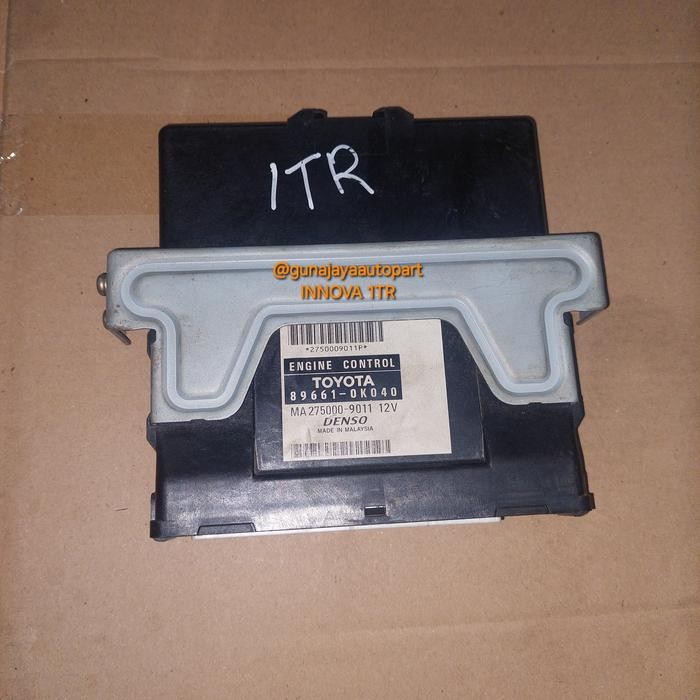 1TR
@gunajayaautopart
INNOVA 1TR
*2750009011P*
ENGINE CONTROL
TOYOTA
89661-0K040
MA275000-9011 12V
DENSO
MADE IN MALAYSIA